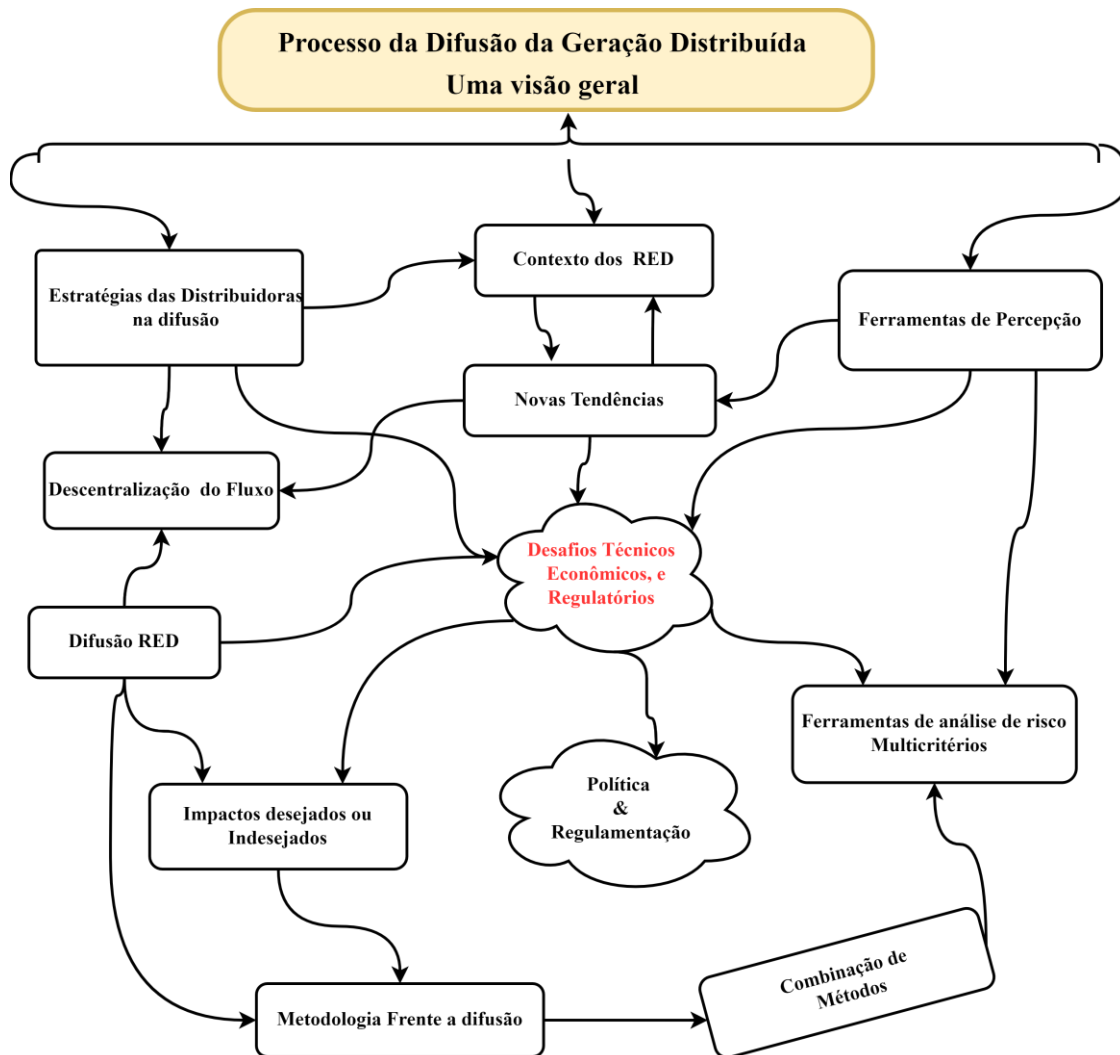 Processo da Difusão da Geração Distribuída
Uma visão geral
Contexto dos RED
Estratégias das Distribuidoras
na difusão
Ferramentas de Percepção
Novas Tendências
Descentralização do Fluxo
Desafios Técnicos
Econômicos, e
Regulatórios
Difusão RED
Ferramentas de análise de risco
Multicritérios
Política
&
Regulamentação
Impactos desejados ou
Indesejados
Combinação de
Métodos
Metodologia Frente a difusão